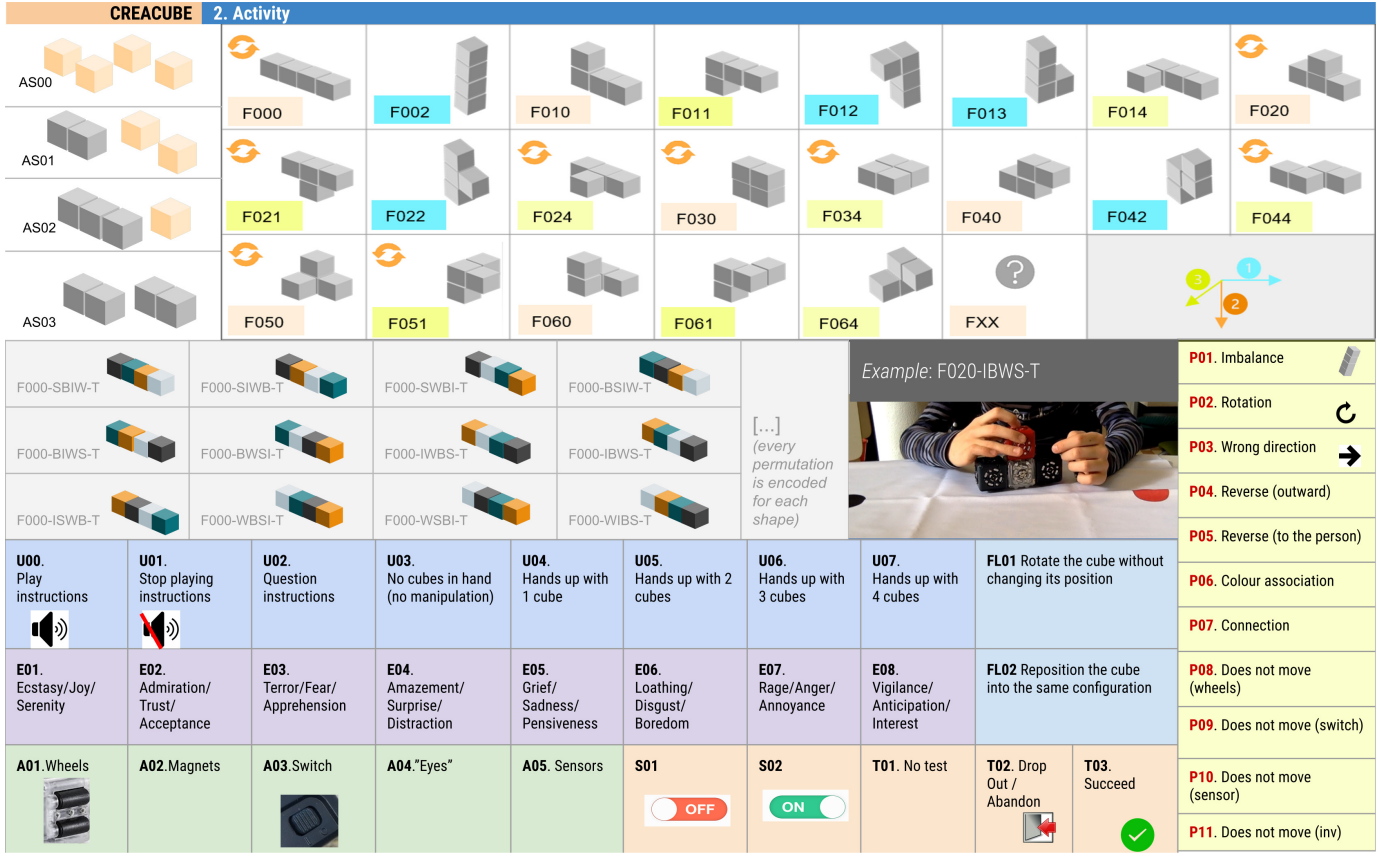 CREACUBE
2. Activity
AS00
F000
F002
F010
F011
F012
F013
F014
F020
AS01
F021
F022
F024
F030
F034
F040
F042
F044
AS02
AS03
F050
F051
F060
F061
F064
?
FXX
1
2
3
F000-SBIW-T
F000-SIWB-T
F000-SWBI-T
F000-BSIW-T
F000-BIWS-T
F000-BWSI-T
F000-IWBS-T
F000-IBWS-T
F000-ISWB-T
F000-WBSI-T
F000-WSBI-T
F000-WIBS-T
[...]
(every
permutation
is encoded
for each
shape)
Example: F020-IBWS-T
P01. Imbalance
P02. Rotation
P03. Wrong direction
P04. Reverse (outward)
P05. Reverse (to the person)
P06. Colour association
P07. Connection
P08. Does not move
(wheels)
P09. Does not move (switch)
P10. Does not move
(sensor)
P11. Does not move (inv)
U00.
Play
instructions
U01.
Stop playing
instructions
U02.
Question
instructions
U03.
No cubes in hand
(no manipulation)
U04.
Hands up with
1 cube
U05.
Hands up with 2
cubes
U06.
Hands up with
3 cubes
U07.
Hands up with
4 cubes
FL01 Rotate the cube without
changing its position
E01.
Ecstasy/Joy/
Serenity
E02.
Admiration/
Trust/
Acceptance
E03.
Terror/Fear/
Apprehension
E04.
Amazement/
Surprise/
Distraction
E05.
Grief/
Sadness/
Pensiveness
E06.
Loathing/
Disgust/
Boredom
E07.
Rage/Anger/
Annoyance
E08.
Vigilance/
Anticipation/
Interest
FL02 Reposition the cube
into the same configuration
A01.Wheels
A02.Magnets
A03.Switch
A04."Eyes"
A05. Sensors
S01
OFF
S02
ON
T01. No test
T02. Drop
Out /
Abandon
T03.
Succeed